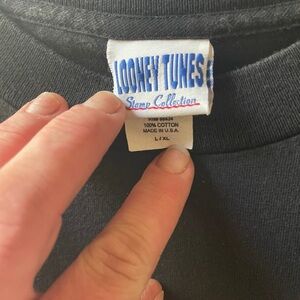 LOONEY TUNES
Stamp Collection
100% COTTON
MADE IN U.S.A.
L / XL